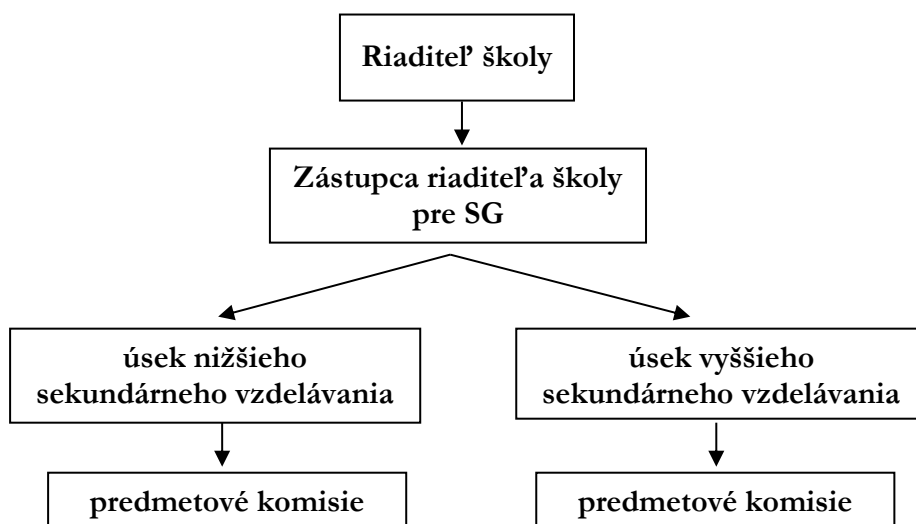 Riaditeľ školy
Zástupca riaditeľa školy
pre SG
úsek nižšieho
sekundárneho vzdelávania
úsek vyššieho
sekundárneho vzdelávania
predmetové komisie
predmetové komisie